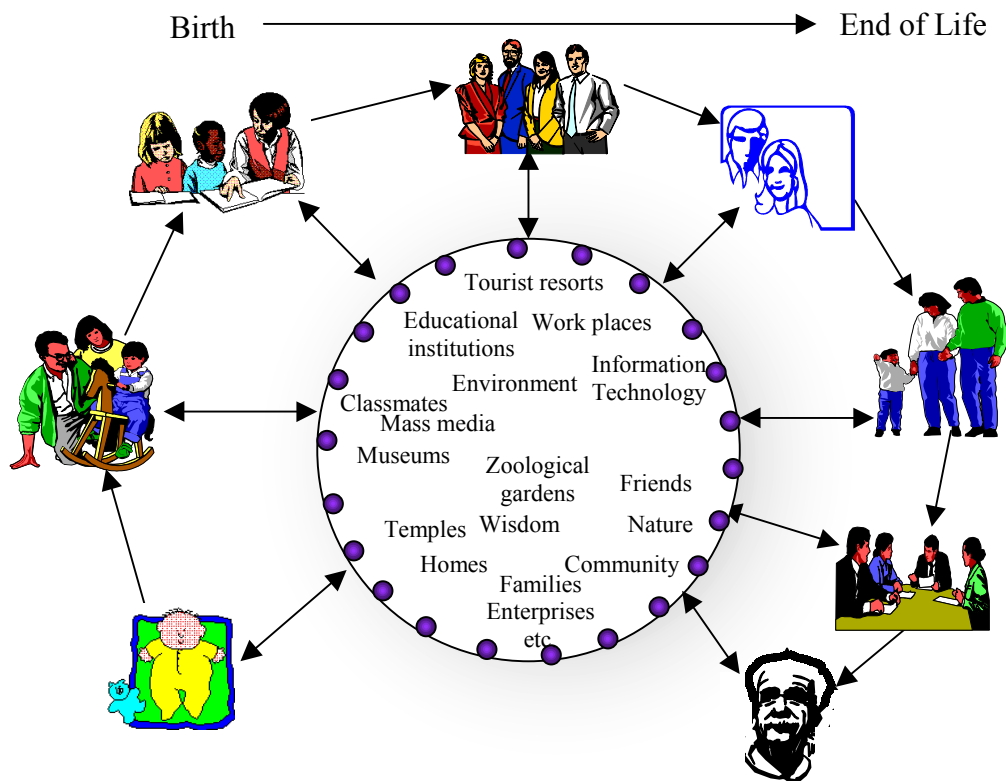 Birth
End of Life
Tourist resorts
Educational
institutions
Work places
Information
Technology
Environment
Classmates
Mass media
Museums
Zoological
gardens
Friends
Temples
Wisdom
Nature
Homes
Community
Families
Enterprises
etc